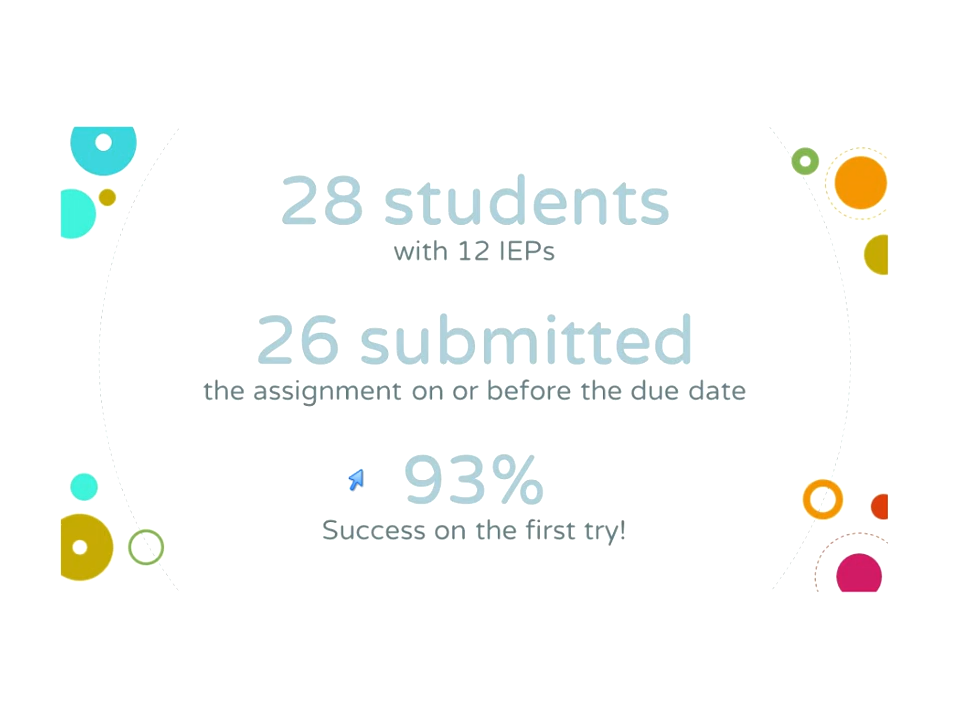 28 students
with 12 IEPs
26 submitted
the assignment on or before the due date
93%
Success on the first try!